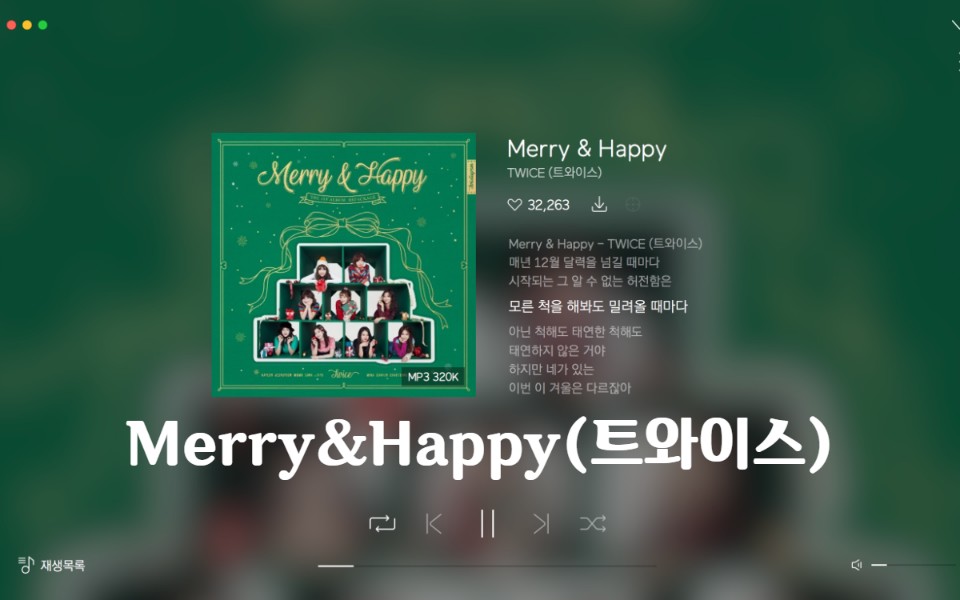 Merry & Happy
Twice
MP3 320K
Merry & Happy
TWICE (트와이스)
32,263
Merry & Happy - TWICE (트와이스)
매년 12월 달력을 넘길 때마다
시작되는 그 알 수 없는 허전함은
모른 척을 해봐도 밀려올 때마다
아닌 척해도 태연한 척해도
태연하지 않은 거야
하지만 네가 있는
이번 이 겨울은 다르잖아
Merry&Happy(트와이스)
재생목록